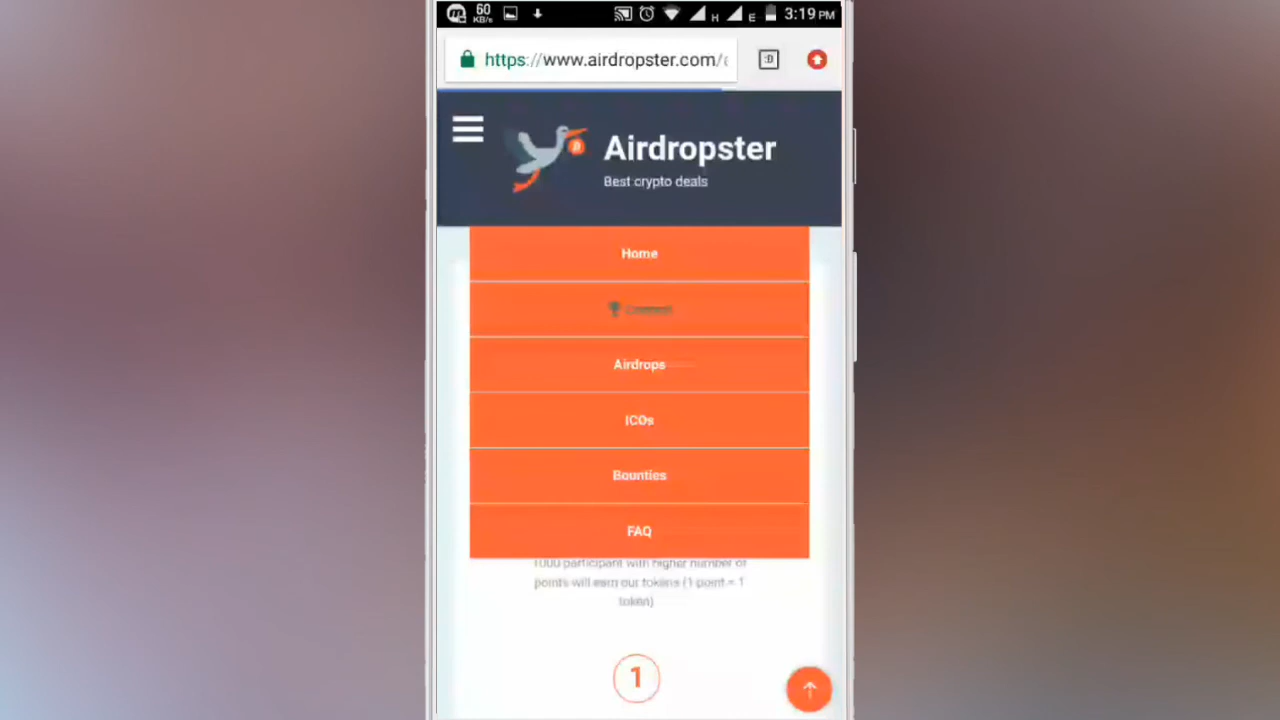 60
KB/s
H
E
3:19 PM
https://www.airdropster.com/
:D
Airdropster
Best crypto deals
Home
Airdrops
ICOs
Bounties
FAQ
1000 participant with higher number of
points will earn our tokens (1 point = 1
token)
1